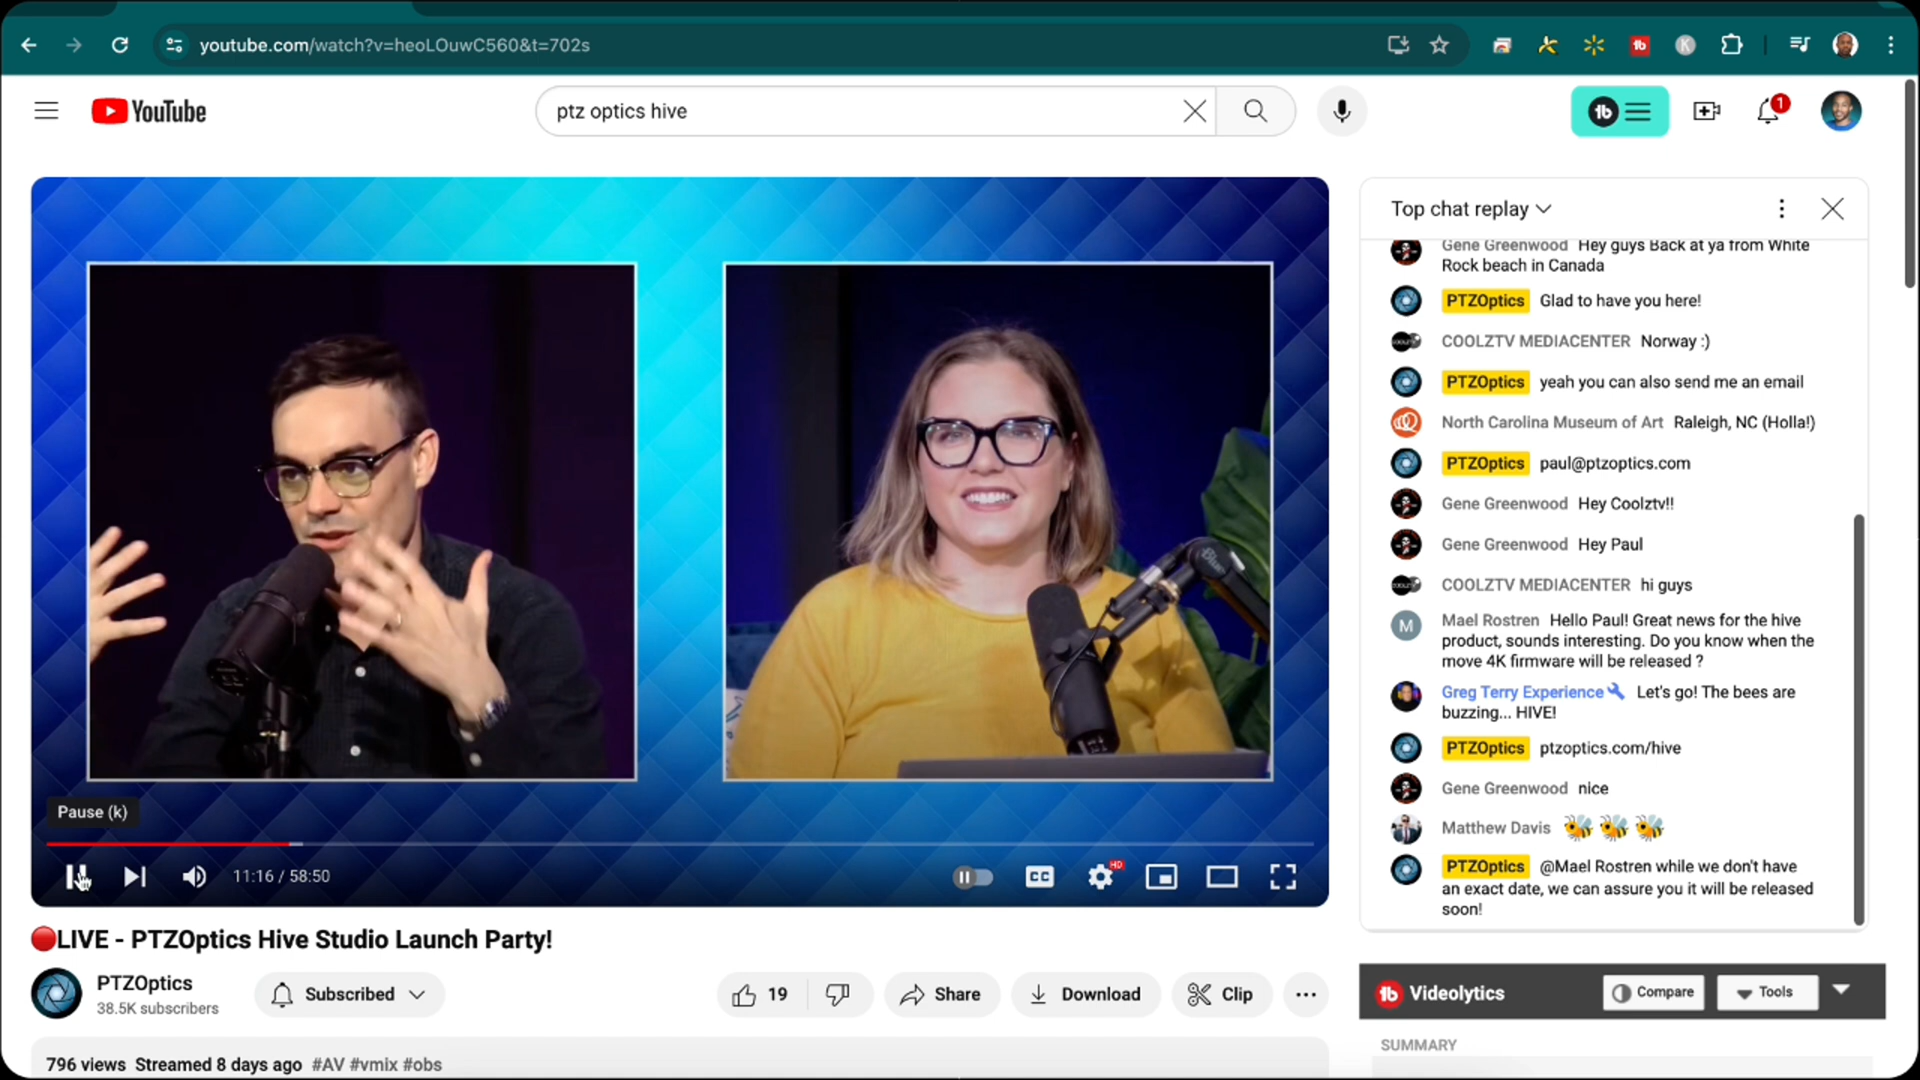 youtube.com/watch?v=heoLOuwC560&t=702s
YouTube
ptz optics hive
1
Top chat replay
Gene Greenwood Hey guys Back at ya from White
Rock beach in Canada
PTZOptics Glad to have you here!
COOLZTV MEDIACENTER Norway :)
PTZOptics yeah you can also send me an email
North Carolina Museum of Art Raleigh, NC (Holla!)
PTZOptics paul@ptzoptics.com
Gene Greenwood Hey Coolztv!!
Gene Greenwood Hey Paul
COOLZTV MEDIACENTER hi guys
M
Mael Rostren Hello Paul! Great news for the hive
product, sounds interesting. Do you know when the
move 4K firmware will be released ?
Greg Terry Experience Let's go! The bees are
buzzing... HIVE!
PTZOptics ptzoptics.com/hive
Gene Greenwood nice
Matthew Davis 🐝🐝🐝
PTZOptics @Mael Rostren while we don't have
an exact date, we can assure you it will be released
soon!
Blue
Pause (k)
11:16 / 58:50
CC
HD
🔴LIVE - PTZOptics Hive Studio Launch Party!
PTZOptics
38.5K subscribers
Subscribed
19
Share
Download
Clip
796 views Streamed 8 days ago #AV #vmix #obs
Videolytics
Compare
Tools
SUMMARY